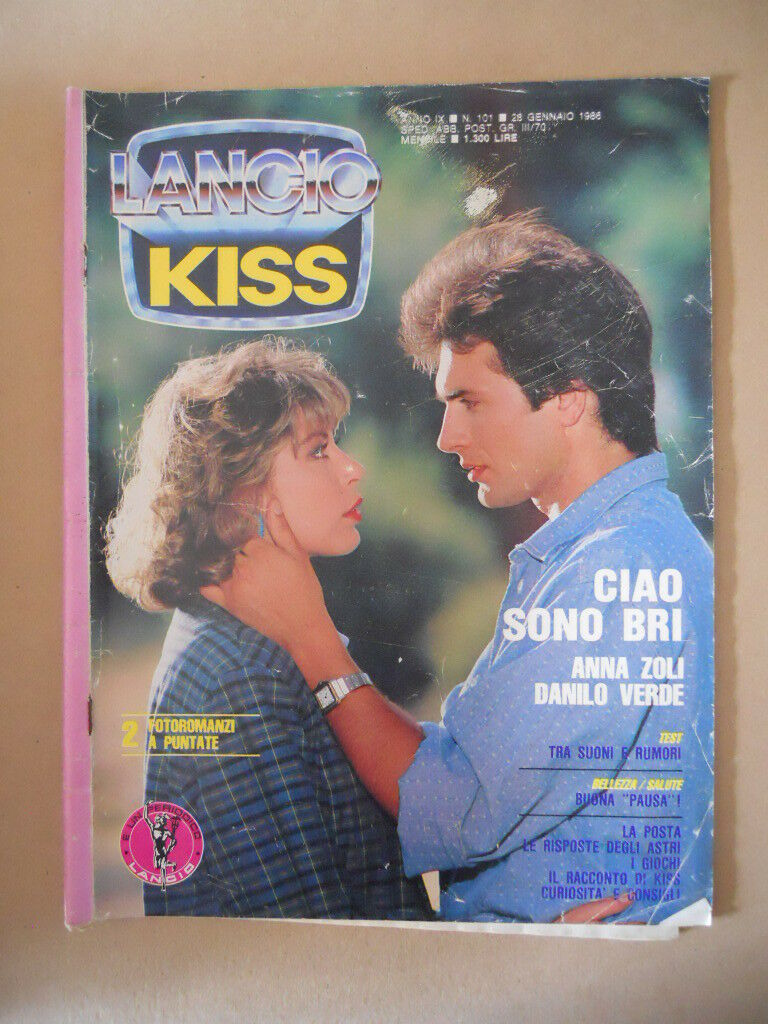 ANNO IX ■ N. 101 ■ 28 GENNAIO 1986
SPED. ABB. POST. GR. III/70
MENSILE ■ 1.300 LIRE
LANCIO
KISS
CIAO
SONO BRI
ANNA ZOLI
DANILO VERDE
2 FOTOROMANZI
A PUNTATE
TEST
TRA SUONI E RUMORI
BELLEZZA / SALUTE
BUONA "PAUSA"!
LA POSTA
LE RISPOSTE DEGLI ASTRI
I GIOCHI
IL RACCONTO DI KISS
CURIOSITA' E CONSIGLI
È UN PERIODICO
LANCIO